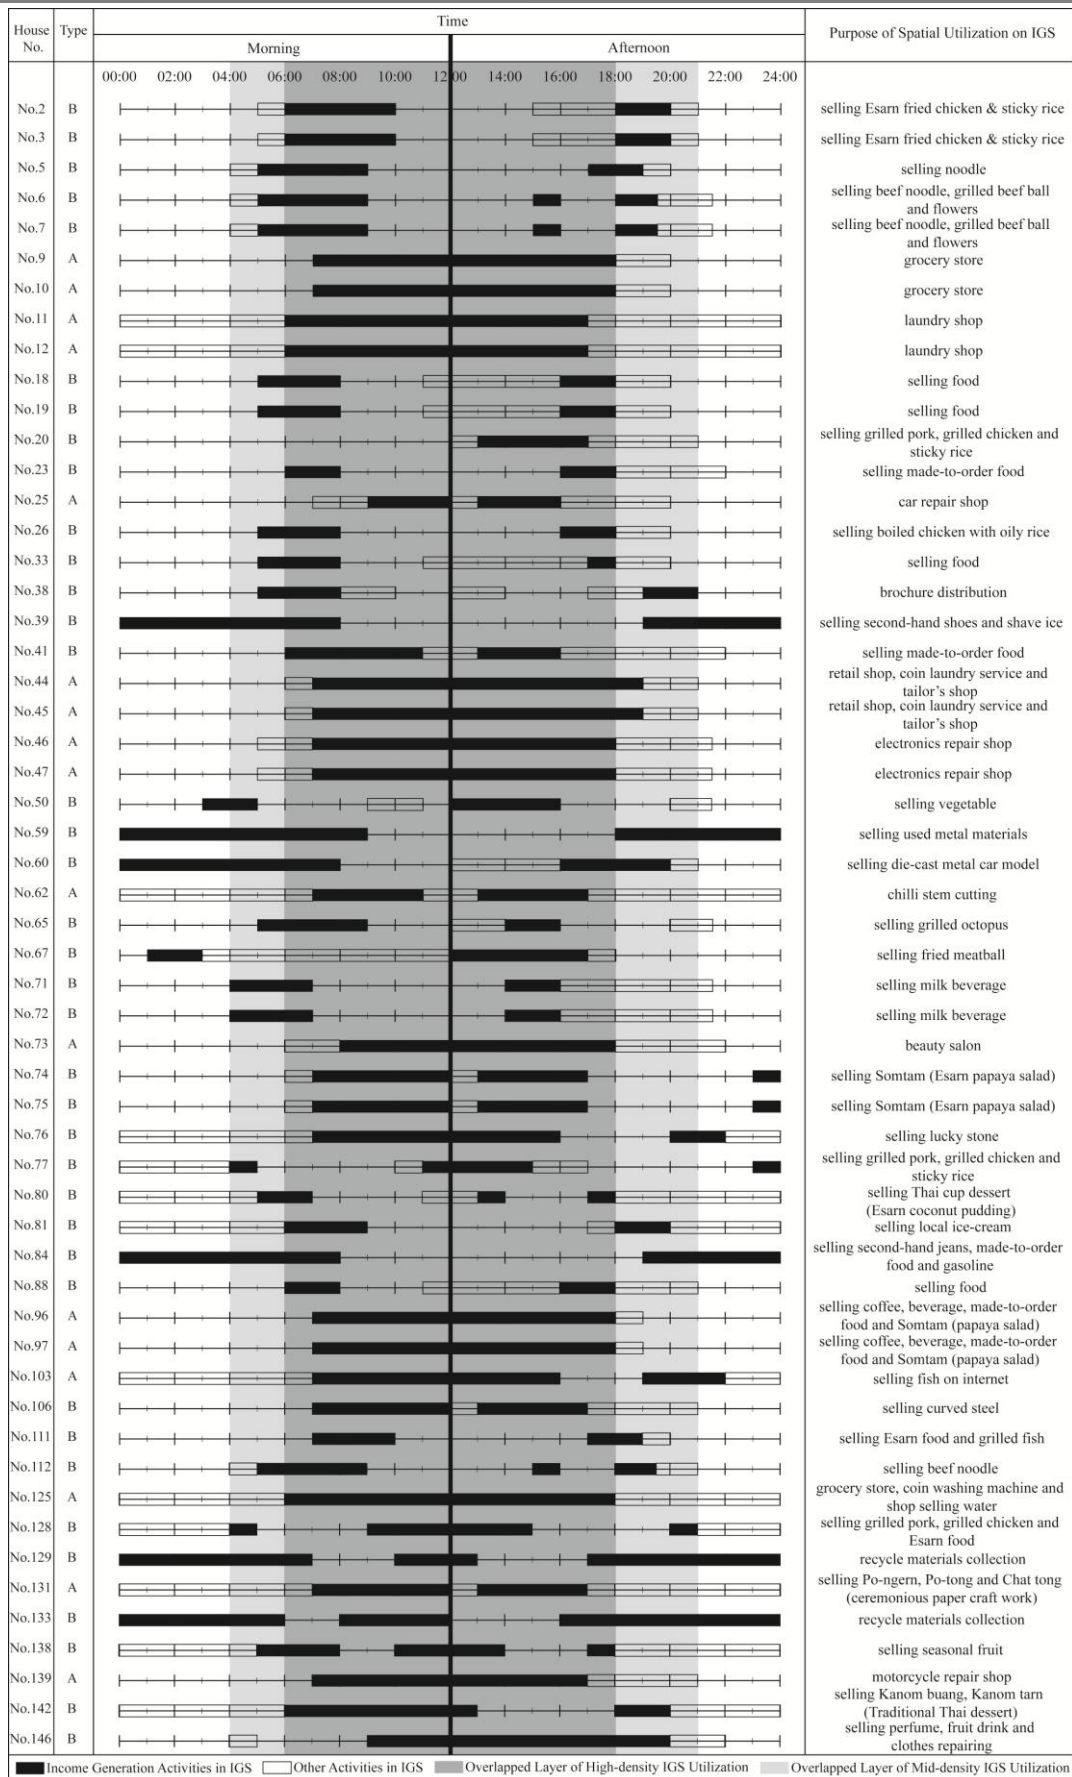 House No.
Type
Time
Morning
Afternoon
Purpose of Spatial Utilization on IGS
00:00 02:00 04:00 06:00 08:00 10:00 12:00 14:00 16:00 18:00 20:00 22:00 24:00
No.2 B selling Esarn fried chicken & sticky rice
No.3 B selling Esarn fried chicken & sticky rice
No.5 B selling noodle
No.6 B selling beef noodle, grilled beef ball
and flowers
No.7 B selling beef noodle, grilled beef ball
and flowers
No.9 A grocery store
No.10 A grocery store
No.11 A laundry shop
No.12 A laundry shop
No.18 B selling food
No.19 B selling food
No.20 B selling grilled pork, grilled chicken and
sticky rice
No.23 B selling made-to-order food
No.25 A car repair shop
No.26 B selling boiled chicken with oily rice
No.33 B selling food
No.38 B brochure distribution
No.39 B selling second-hand shoes and shave ice
No.41 B selling made-to-order food
No.44 A retail shop, coin laundry service and
tailor's shop
No.45 A retail shop, coin laundry service and
tailor's shop
No.46 A electronics repair shop
No.47 A electronics repair shop
No.50 B selling vegetable
No.59 B selling used metal materials
No.60 B selling die-cast metal car model
No.62 A chilli stem cutting
No.65 B selling grilled octopus
No.67 B selling fried meatball
No.71 B selling milk beverage
No.72 B selling milk beverage
No.73 A beauty salon
No.74 B selling Somtam (Esarn papaya salad)
No.75 B selling Somtam (Esarn papaya salad)
No.76 B selling lucky stone
No.77 B selling grilled pork, grilled chicken and
sticky rice
No.80 B selling Thai cup dessert
(Esarn coconut pudding)
No.81 B selling local ice-cream
No.84 B selling second-hand jeans, made-to-order
food and gasoline
No.88 B selling food
No.96 A selling coffee, beverage, made-to-order
food and Somtam (papaya salad)
No.97 A selling coffee, beverage, made-to-order
food and Somtam (papaya salad)
No.103 A selling fish on internet
No.106 B selling curved steel
No.111 B selling Esarn food and grilled fish
No.112 B selling beef noodle
No.125 A grocery store, coin washing machine and
shop selling water
No.128 B selling grilled pork, grilled chicken and
Esarn food
No.129 B recycle materials collection
No.131 A selling Po-ngern, Po-tong and Chat tong
(ceremonious paper craft work)
No.133 B recycle materials collection
No.138 B selling seasonal fruit
No.139 A motorcycle repair shop
No.142 B selling Kanom buang, Kanom tarn
(Traditional Thai dessert)
No.146 B selling perfume, fruit drink and
clothes repairing
Income Generation Activities in IGS Other Activities in IGS Overlapped Layer of High-density IGS Utilization Overlapped Layer of Mid-density IGS Utilization